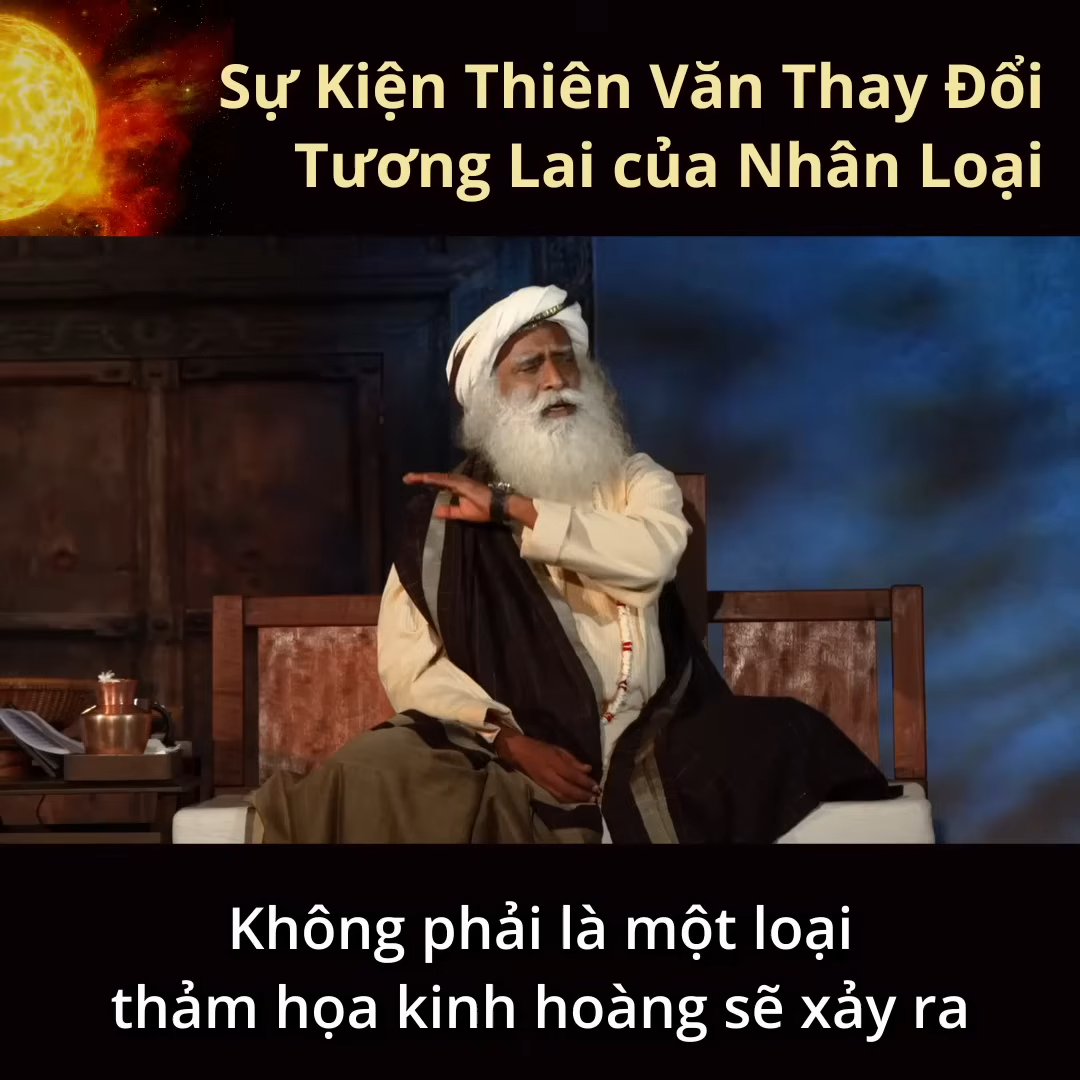 Sự Kiện Thiên Văn Thay Đổi
Tương Lai của Nhân Loại
Không phải là một loại
thảm họa kinh hoàng sẽ xảy ra